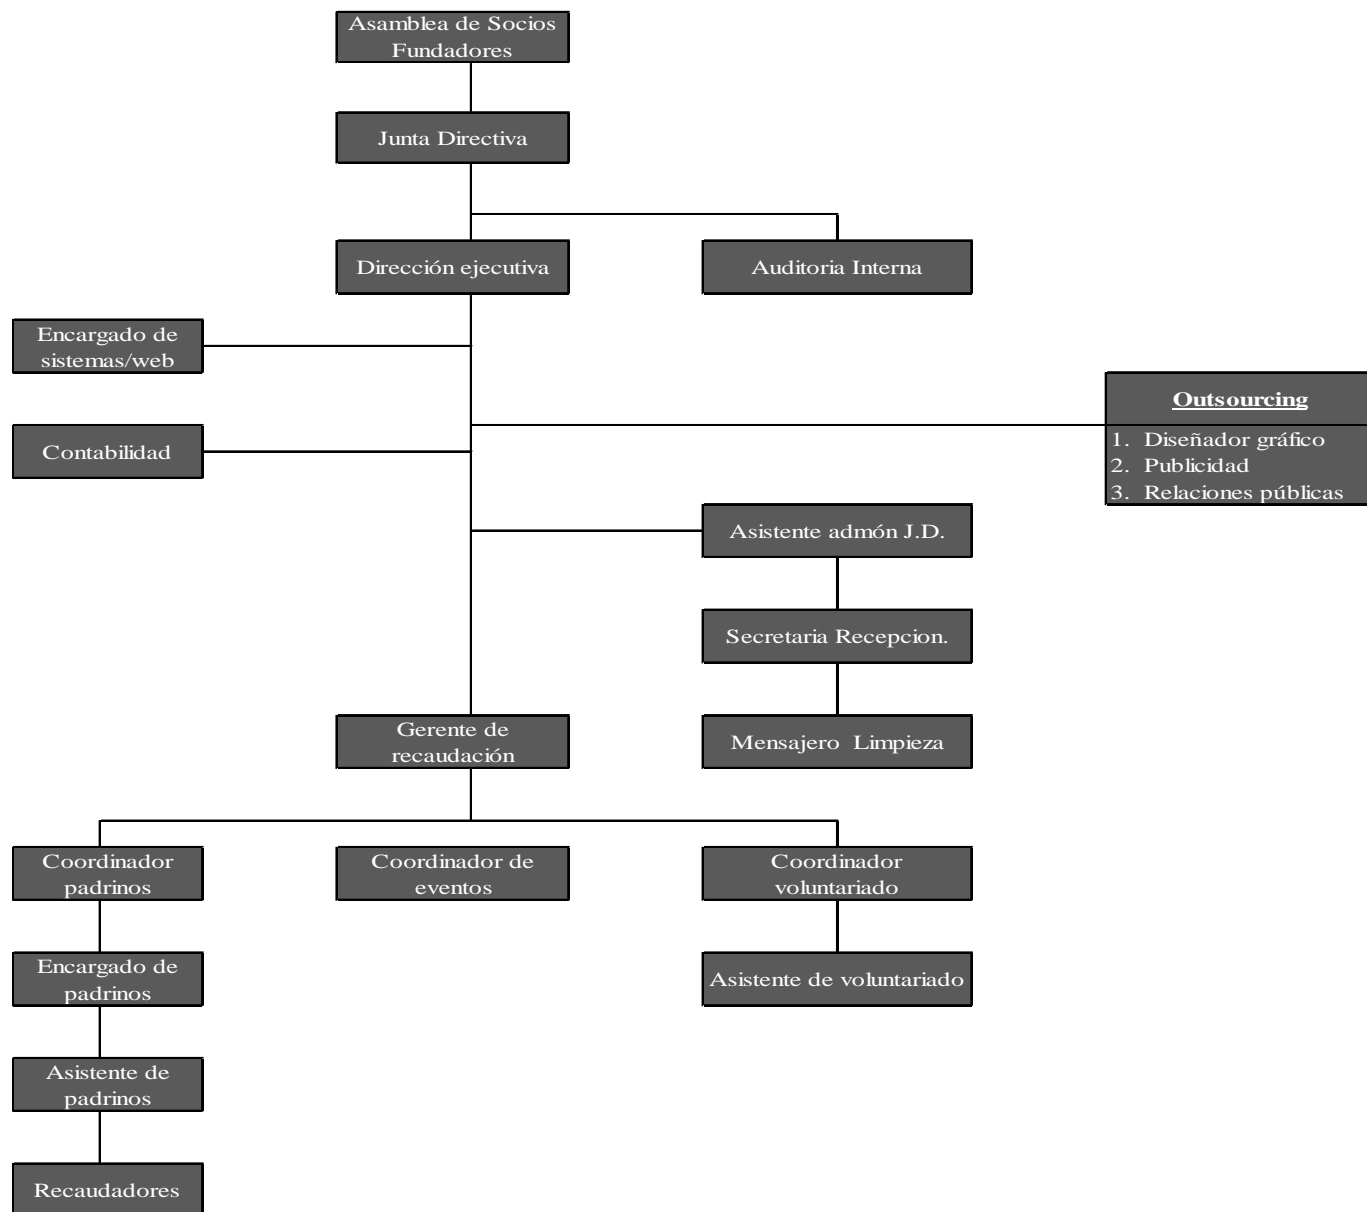 Asamblea de Socios
Fundadores
Junta Directiva
Dirección ejecutiva
Auditoria Interna
Encargado de
sistemas/web
Outsourcing
1. Diseñador gráfico
2. Publicidad
3. Relaciones públicas
Contabilidad
Asistente admón J.D.
Secretaria Recepcion.
Gerente de
recaudación
Mensajero Limpieza
Coordinador
padrinos
Coordinador de
eventos
Coordinador
voluntariado
Encargado de
padrinos
Asistente de voluntariado
Asistente de
padrinos
Recaudadores